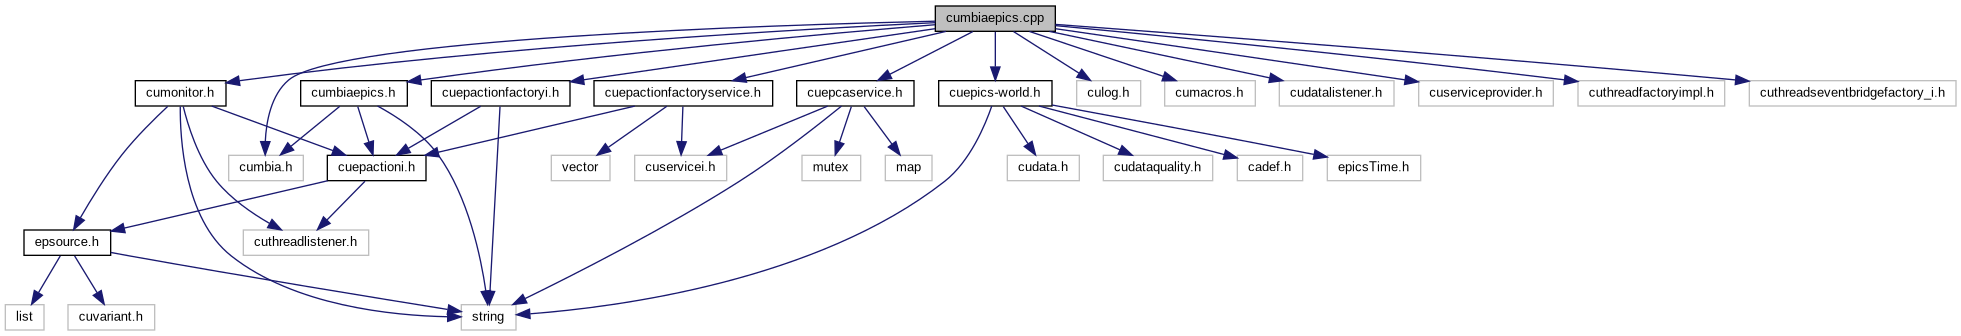 cumbiaepics.cpp
cumonitor.h
cumbiaepics.h
cuepactionfactoryi.h
cuepactionfactoryservice.h
cuepcaservice.h
cuepics-world.h
culog.h
cumacros.h
cudatalistener.h
cuserviceprovider.h
cuthreadfactoryimpl.h
cuthreadseventbridgefactory_i.h
cumbia.h
cuepactioni.h
vector
cuservicei.h
mutex
map
cudata.h
cudataquality.h
cadef.h
epicsTime.h
epsource.h
cuthreadlistener.h
list
cuvariant.h
string